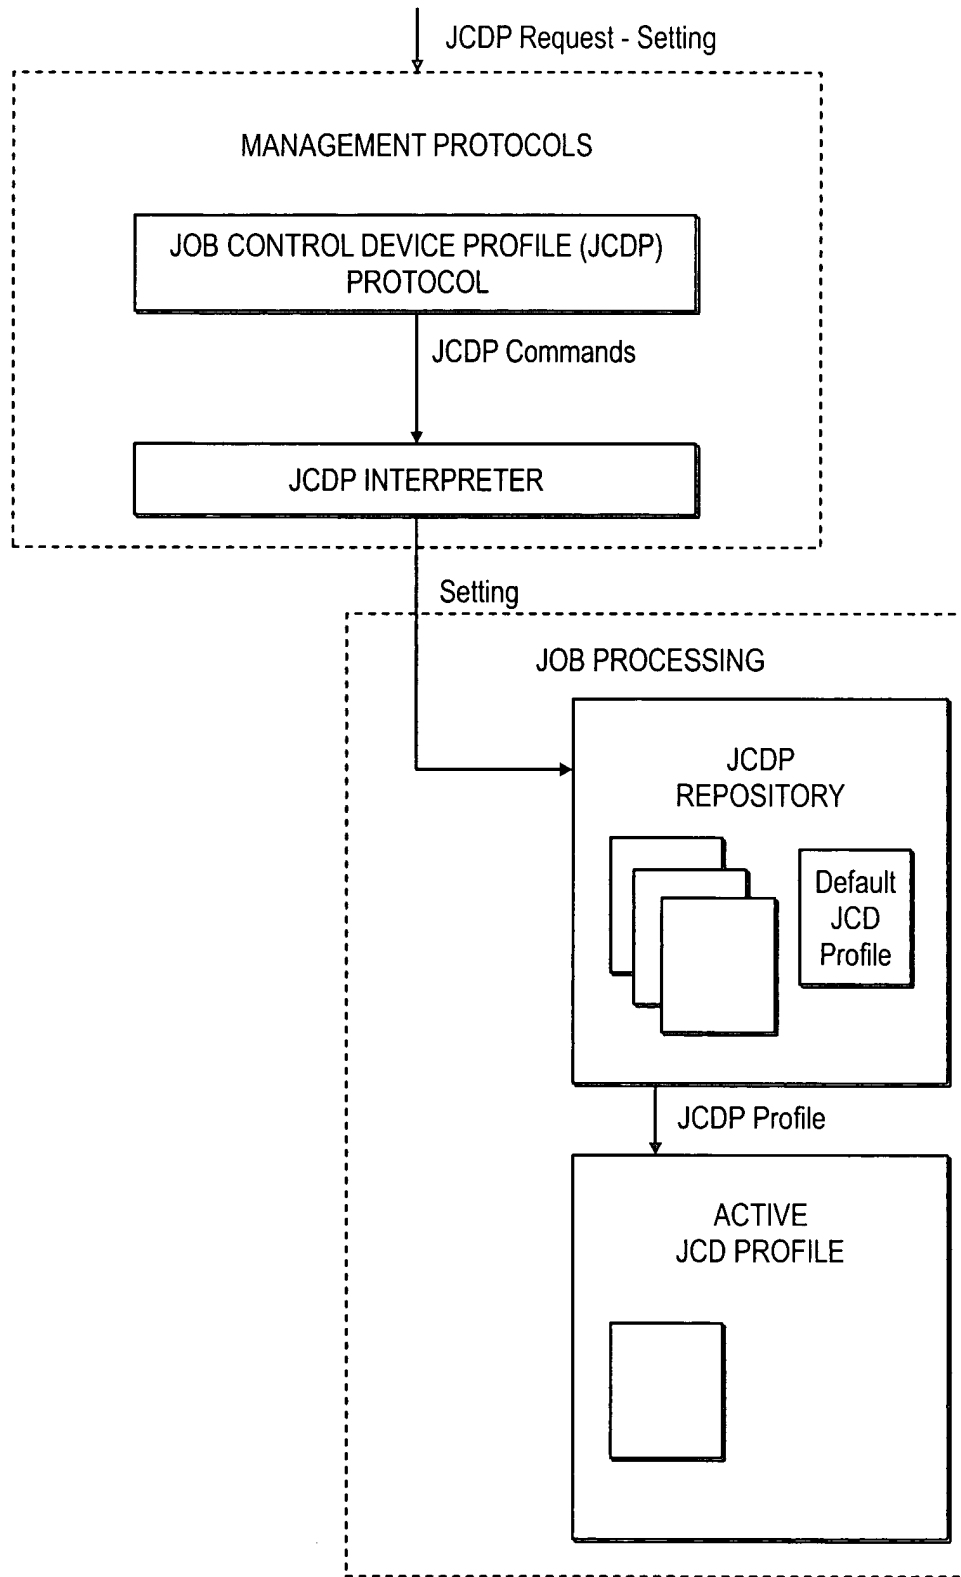 JCDP Request - Setting
MANAGEMENT PROTOCOLS
JOB CONTROL DEVICE PROFILE (JCDP)
PROTOCOL
JCDP Commands
JCDP INTERPRETER
Setting
JOB PROCESSING
JCDP
REPOSITORY
Default
JCD
Profile
JCDP Profile
ACTIVE
JCD PROFILE